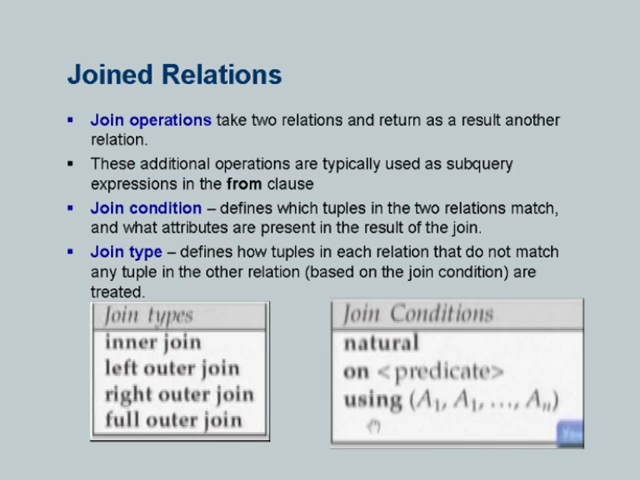 Joined Relations
Join operations take two relations and return as a result another
relation.
These additional operations are typically used as subquery
expressions in the from clause
Join condition – defines which tuples in the two relations match,
and what attributes are present in the result of the join.
Join type – defines how tuples in each relation that do not match
any tuple in the other relation (based on the join condition) are
treated.
Join types
inner join
left outer join
right outer join
full outer join
Join Conditions
natural
on <predicate>
using (A₁, A₁, ..., Aₙ)